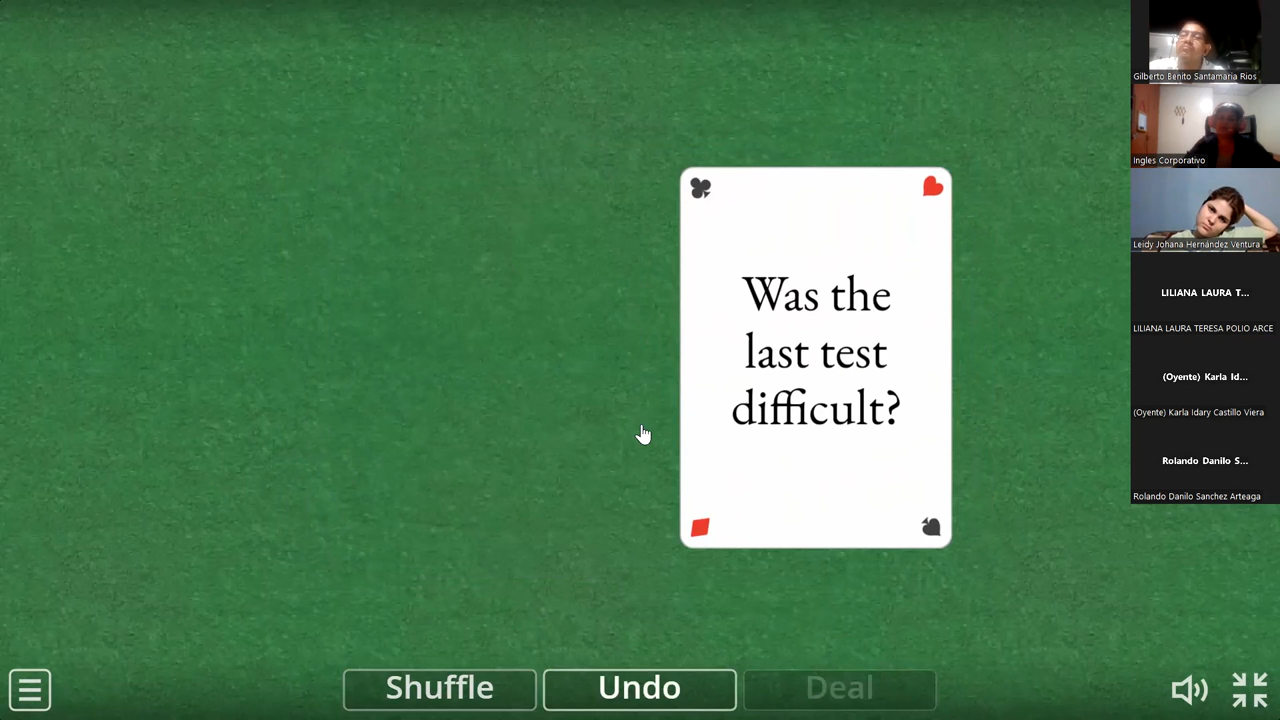 Was the
last test
difficult?
Shuffle
Undo
Deal
Gilberto Benito Santamaria Rios
Ingles Corporativo
Leidy Johana Hernández Ventura
LILIANA LAURA T...
LILIANA LAURA TERESA POLIO ARCE
(Oyente) Karla Id...
(Oyente) Karla Idary Castillo Viera
Rolando Danilo S...
Rolando Danilo Sanchez Arteaga